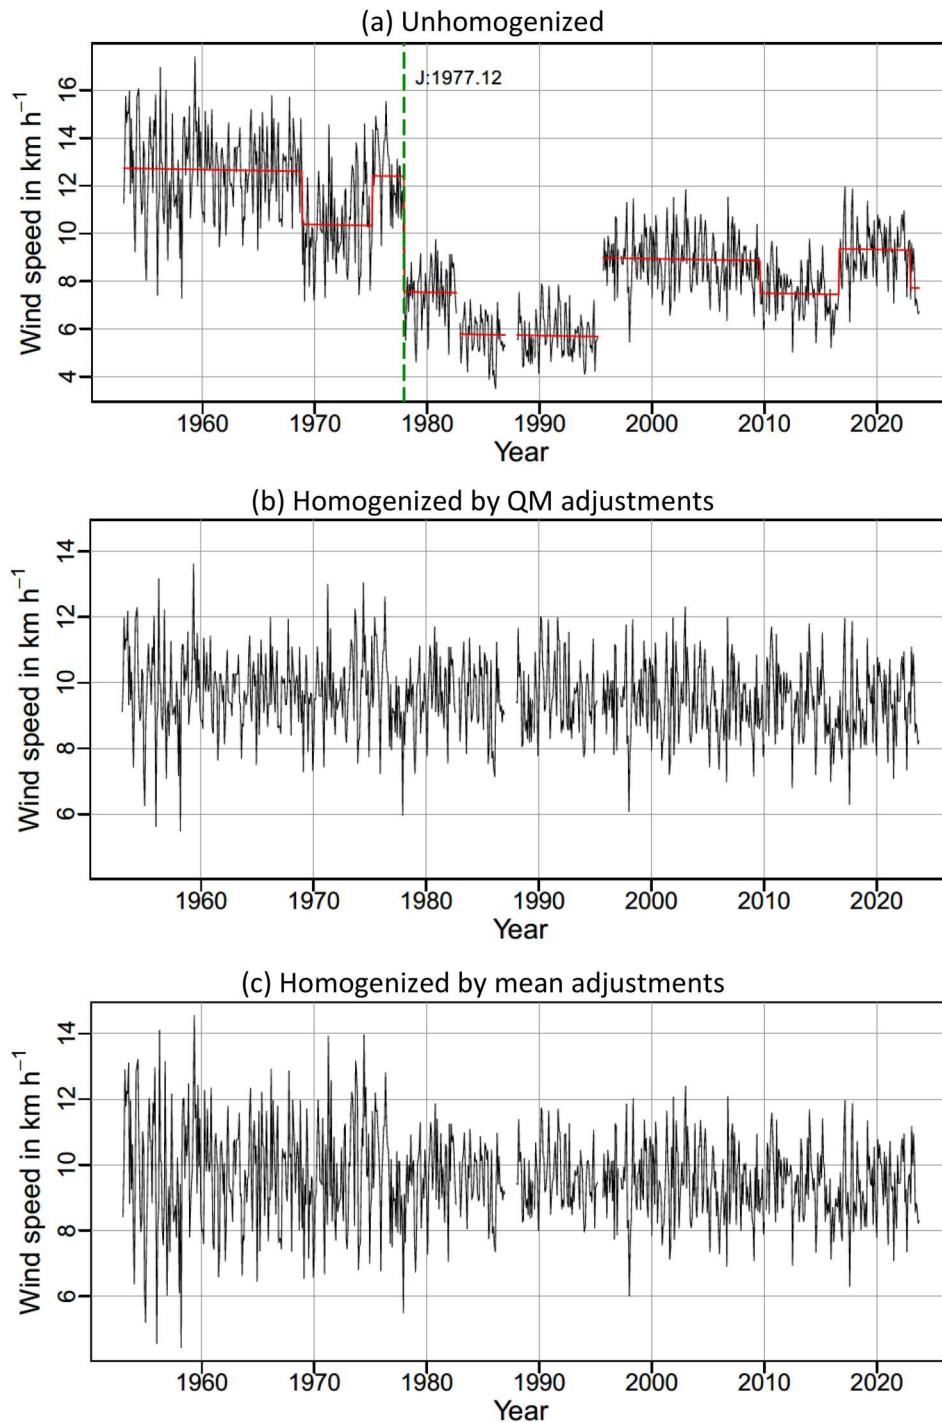 (a) Unhomogenized
J:1977.12
Wind speed in km h⁻¹
16
14
12
10
8
6
4
1960 1970 1980 1990 2000 2010 2020
Year
(b) Homogenized by QM adjustments
Wind speed in km h⁻¹
14
12
10
8
6
1960 1970 1980 1990 2000 2010 2020
Year
(c) Homogenized by mean adjustments
Wind speed in km h⁻¹
14
12
10
8
6
1960 1970 1980 1990 2000 2010 2020
Year